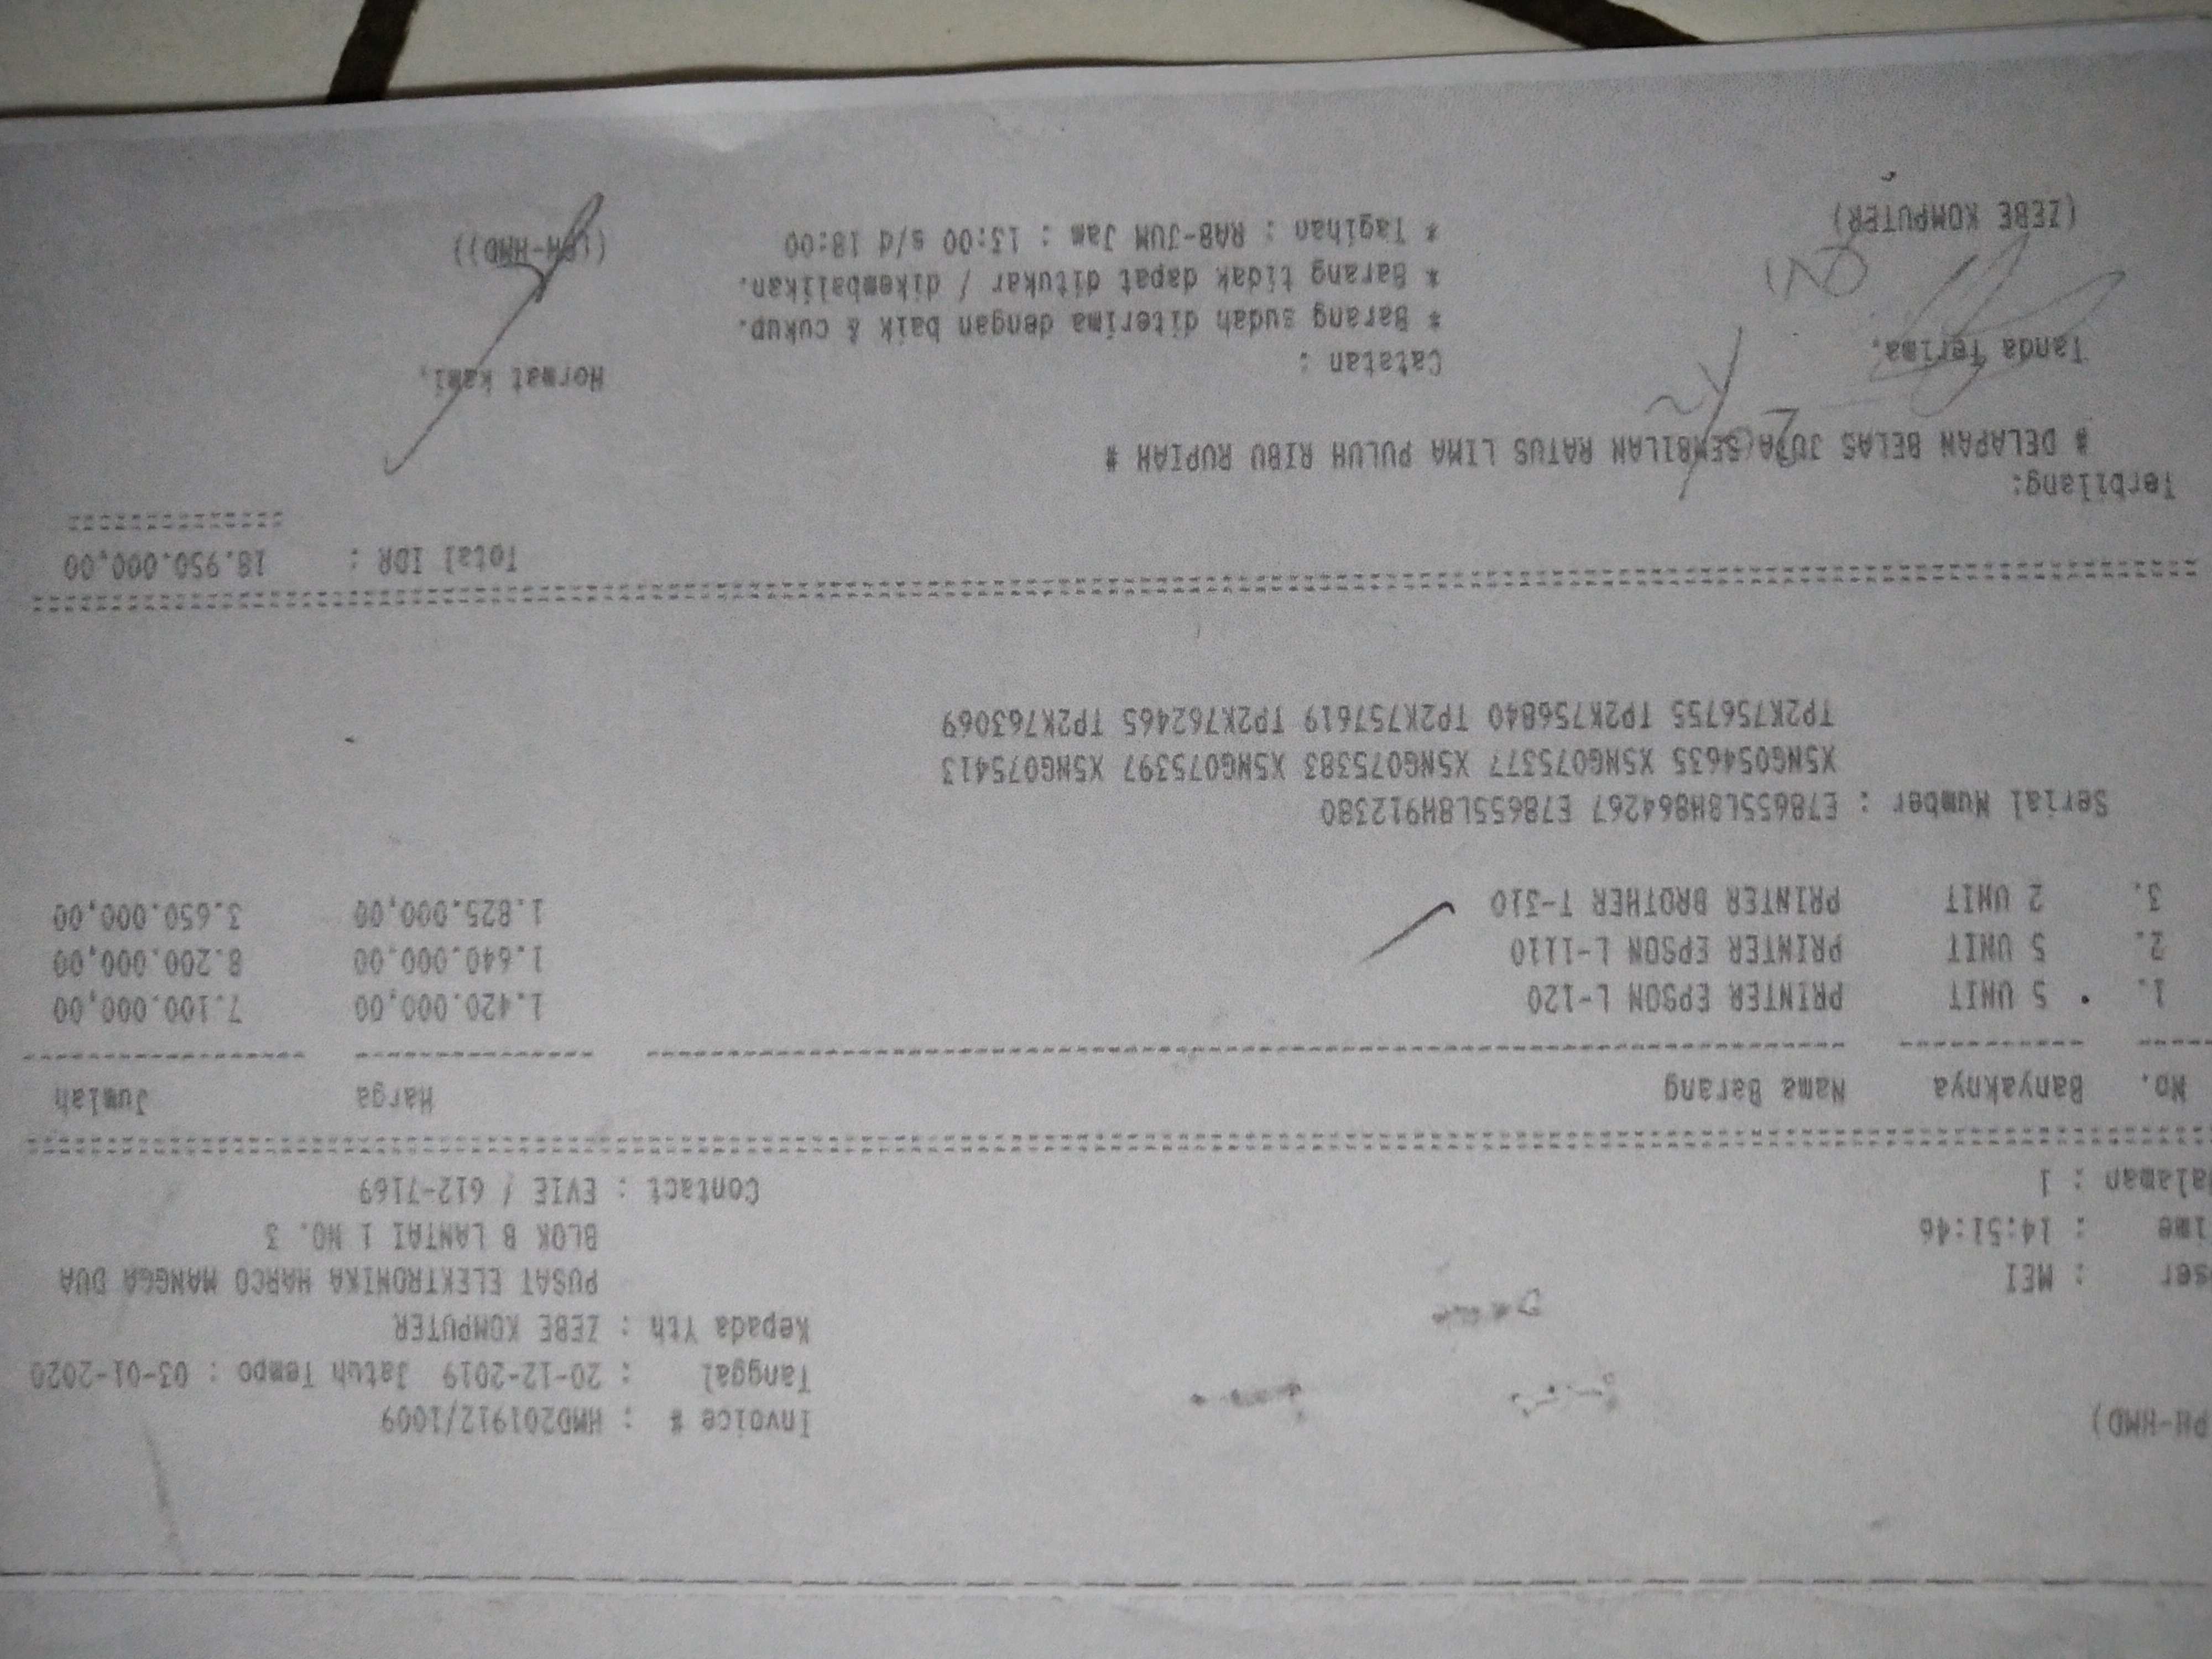 PH-HMD)
Invoice # : HMD201912/1009
Tanggal : 20-12-2019 Jatuh Tempo : 03-01-2020
Kepada Yth : ZEBE KOMPUTER
ser : MEI
PUSAT ELEKTRONIKA HARCO MANGGA DUA
ime : 14:51:46
BLOK B LANTAI 1 NO. 3
alaman : 1
Contact : EVIE / 612-7169
No. Banyaknya Nama Barang Harga Jumlah
1. 5 UNIT PRINTER EPSON L-120 1.420.000,00 7.100.000,00
2. 5 UNIT PRINTER EPSON L-1110 1.640.000,00 8.200.000,00
3. 2 UNIT PRINTER BROTHER T-310 1.825.000,00 3.650.000,00
Serial Number : E78655L8H864267 E78655L8H912380
X5NG054635 X5NG075377 X5NG075383 X5NG075397 X5NG075413
TP2K756755 TP2K756840 TP2K757619 TP2K762465 TP2K763069
Total IDR : 18.950.000,00
Terbilang:
# DELAPAN BELAS JUTA SEMBILAN RATUS LIMA PULUH RIBU RUPIAH #
Tanda Terima, Catatan : Hormat kami,
* Barang sudah diterima dengan baik & cukup.
* Barang tidak dapat ditukar / dikembalikan.
(ZEBE KOMPUTER) * Tagihan : RAB-JUM Jam : 13:00 s/d 18:00 (LPH-HMD))